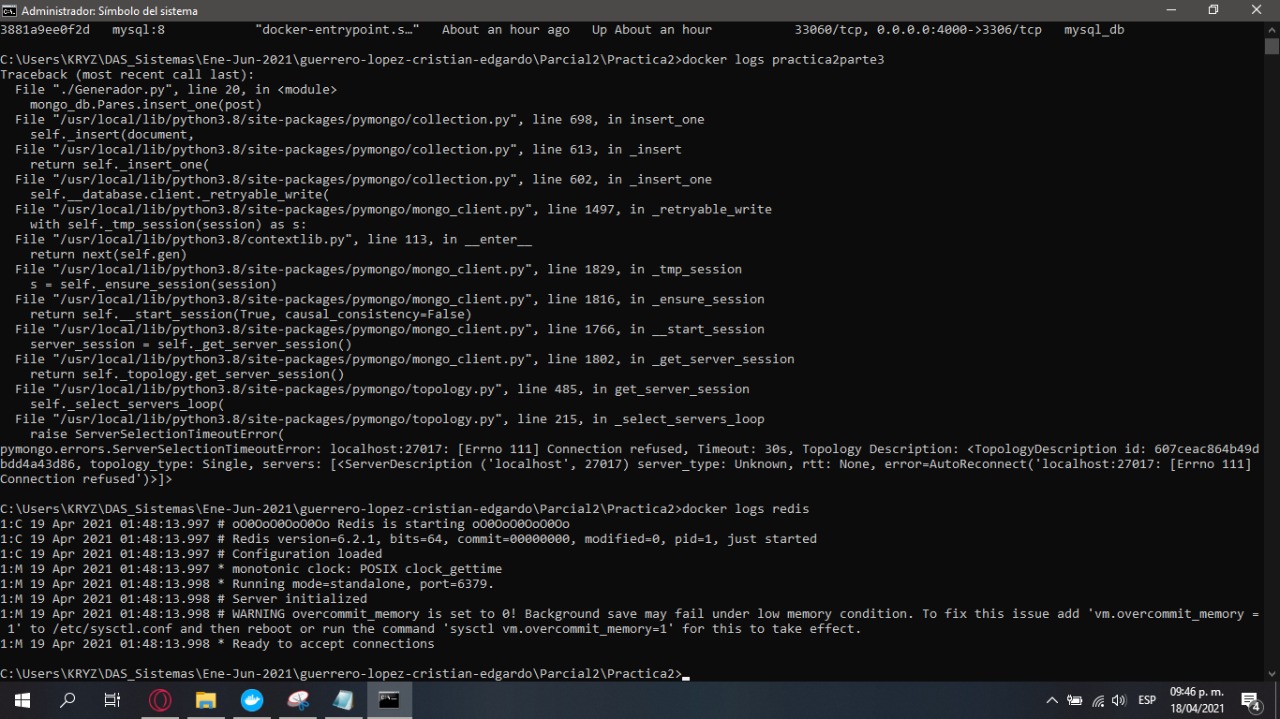 Administrador: Símbolo del sistema
3881a9ee0f2d   mysql:8   "docker-entrypoint.s…"   About an hour ago   Up About an hour   33060/tcp, 0.0.0.0:4000->3306/tcp   mysql_db
C:\Users\KRYZ\DAS_Sistemas\Ene-Jun-2021\guerrero-lopez-cristian-edgardo\Parcial2\Practica2>docker logs practica2parte3
Traceback (most recent call last):
  File "./Generador.py", line 20, in <module>
    mongo_db.Pares.insert_one(post)
  File "/usr/local/lib/python3.8/site-packages/pymongo/collection.py", line 698, in insert_one
    self._insert(document,
  File "/usr/local/lib/python3.8/site-packages/pymongo/collection.py", line 613, in _insert
    return self._insert_one(
  File "/usr/local/lib/python3.8/site-packages/pymongo/collection.py", line 602, in _insert_one
    self.__database.client._retryable_write(
  File "/usr/local/lib/python3.8/site-packages/pymongo/mongo_client.py", line 1497, in _retryable_write
    with self._tmp_session(session) as s:
  File "/usr/local/lib/python3.8/contextlib.py", line 113, in __enter__
    return next(self.gen)
  File "/usr/local/lib/python3.8/site-packages/pymongo/mongo_client.py", line 1829, in _tmp_session
    s = self._ensure_session(session)
  File "/usr/local/lib/python3.8/site-packages/pymongo/mongo_client.py", line 1816, in _ensure_session
    return self.__start_session(True, causal_consistency=False)
  File "/usr/local/lib/python3.8/site-packages/pymongo/mongo_client.py", line 1766, in __start_session
    server_session = self._get_server_session()
  File "/usr/local/lib/python3.8/site-packages/pymongo/mongo_client.py", line 1802, in _get_server_session
    return self._topology.get_server_session()
  File "/usr/local/lib/python3.8/site-packages/pymongo/topology.py", line 485, in get_server_session
    self._select_servers_loop(
  File "/usr/local/lib/python3.8/site-packages/pymongo/topology.py", line 215, in _select_servers_loop
    raise ServerSelectionTimeoutError(
pymongo.errors.ServerSelectionTimeoutError: localhost:27017: [Errno 111] Connection refused, Timeout: 30s, Topology Description: <TopologyDescription id: 607ceac864b49d
bdd4a43d86, topology_type: Single, servers: [<ServerDescription ('localhost', 27017) server_type: Unknown, rtt: None, error=AutoReconnect('localhost:27017: [Errno 111]
Connection refused')>]>
C:\Users\KRYZ\DAS_Sistemas\Ene-Jun-2021\guerrero-lopez-cristian-edgardo\Parcial2\Practica2>docker logs redis
1:C 19 Apr 2021 01:48:13.997 # oO0OoO0OoO0Oo Redis is starting oO0OoO0OoO0Oo
1:C 19 Apr 2021 01:48:13.997 # Redis version=6.2.1, bits=64, commit=00000000, modified=0, pid=1, just started
1:C 19 Apr 2021 01:48:13.997 # Configuration loaded
1:M 19 Apr 2021 01:48:13.997 * monotonic clock: POSIX clock_gettime
1:M 19 Apr 2021 01:48:13.998 * Running mode=standalone, port=6379.
1:M 19 Apr 2021 01:48:13.998 # Server initialized
1:M 19 Apr 2021 01:48:13.998 # WARNING overcommit_memory is set to 0! Background save may fail under low memory condition. To fix this issue add 'vm.overcommit_memory =
 1' to /etc/sysctl.conf and then reboot or run the command 'sysctl vm.overcommit_memory=1' for this to take effect.
1:M 19 Apr 2021 01:48:13.998 * Ready to accept connections
C:\Users\KRYZ\DAS_Sistemas\Ene-Jun-2021\guerrero-lopez-cristian-edgardo\Parcial2\Practica2>
ESP
09:46 p. m.
18/04/2021
4